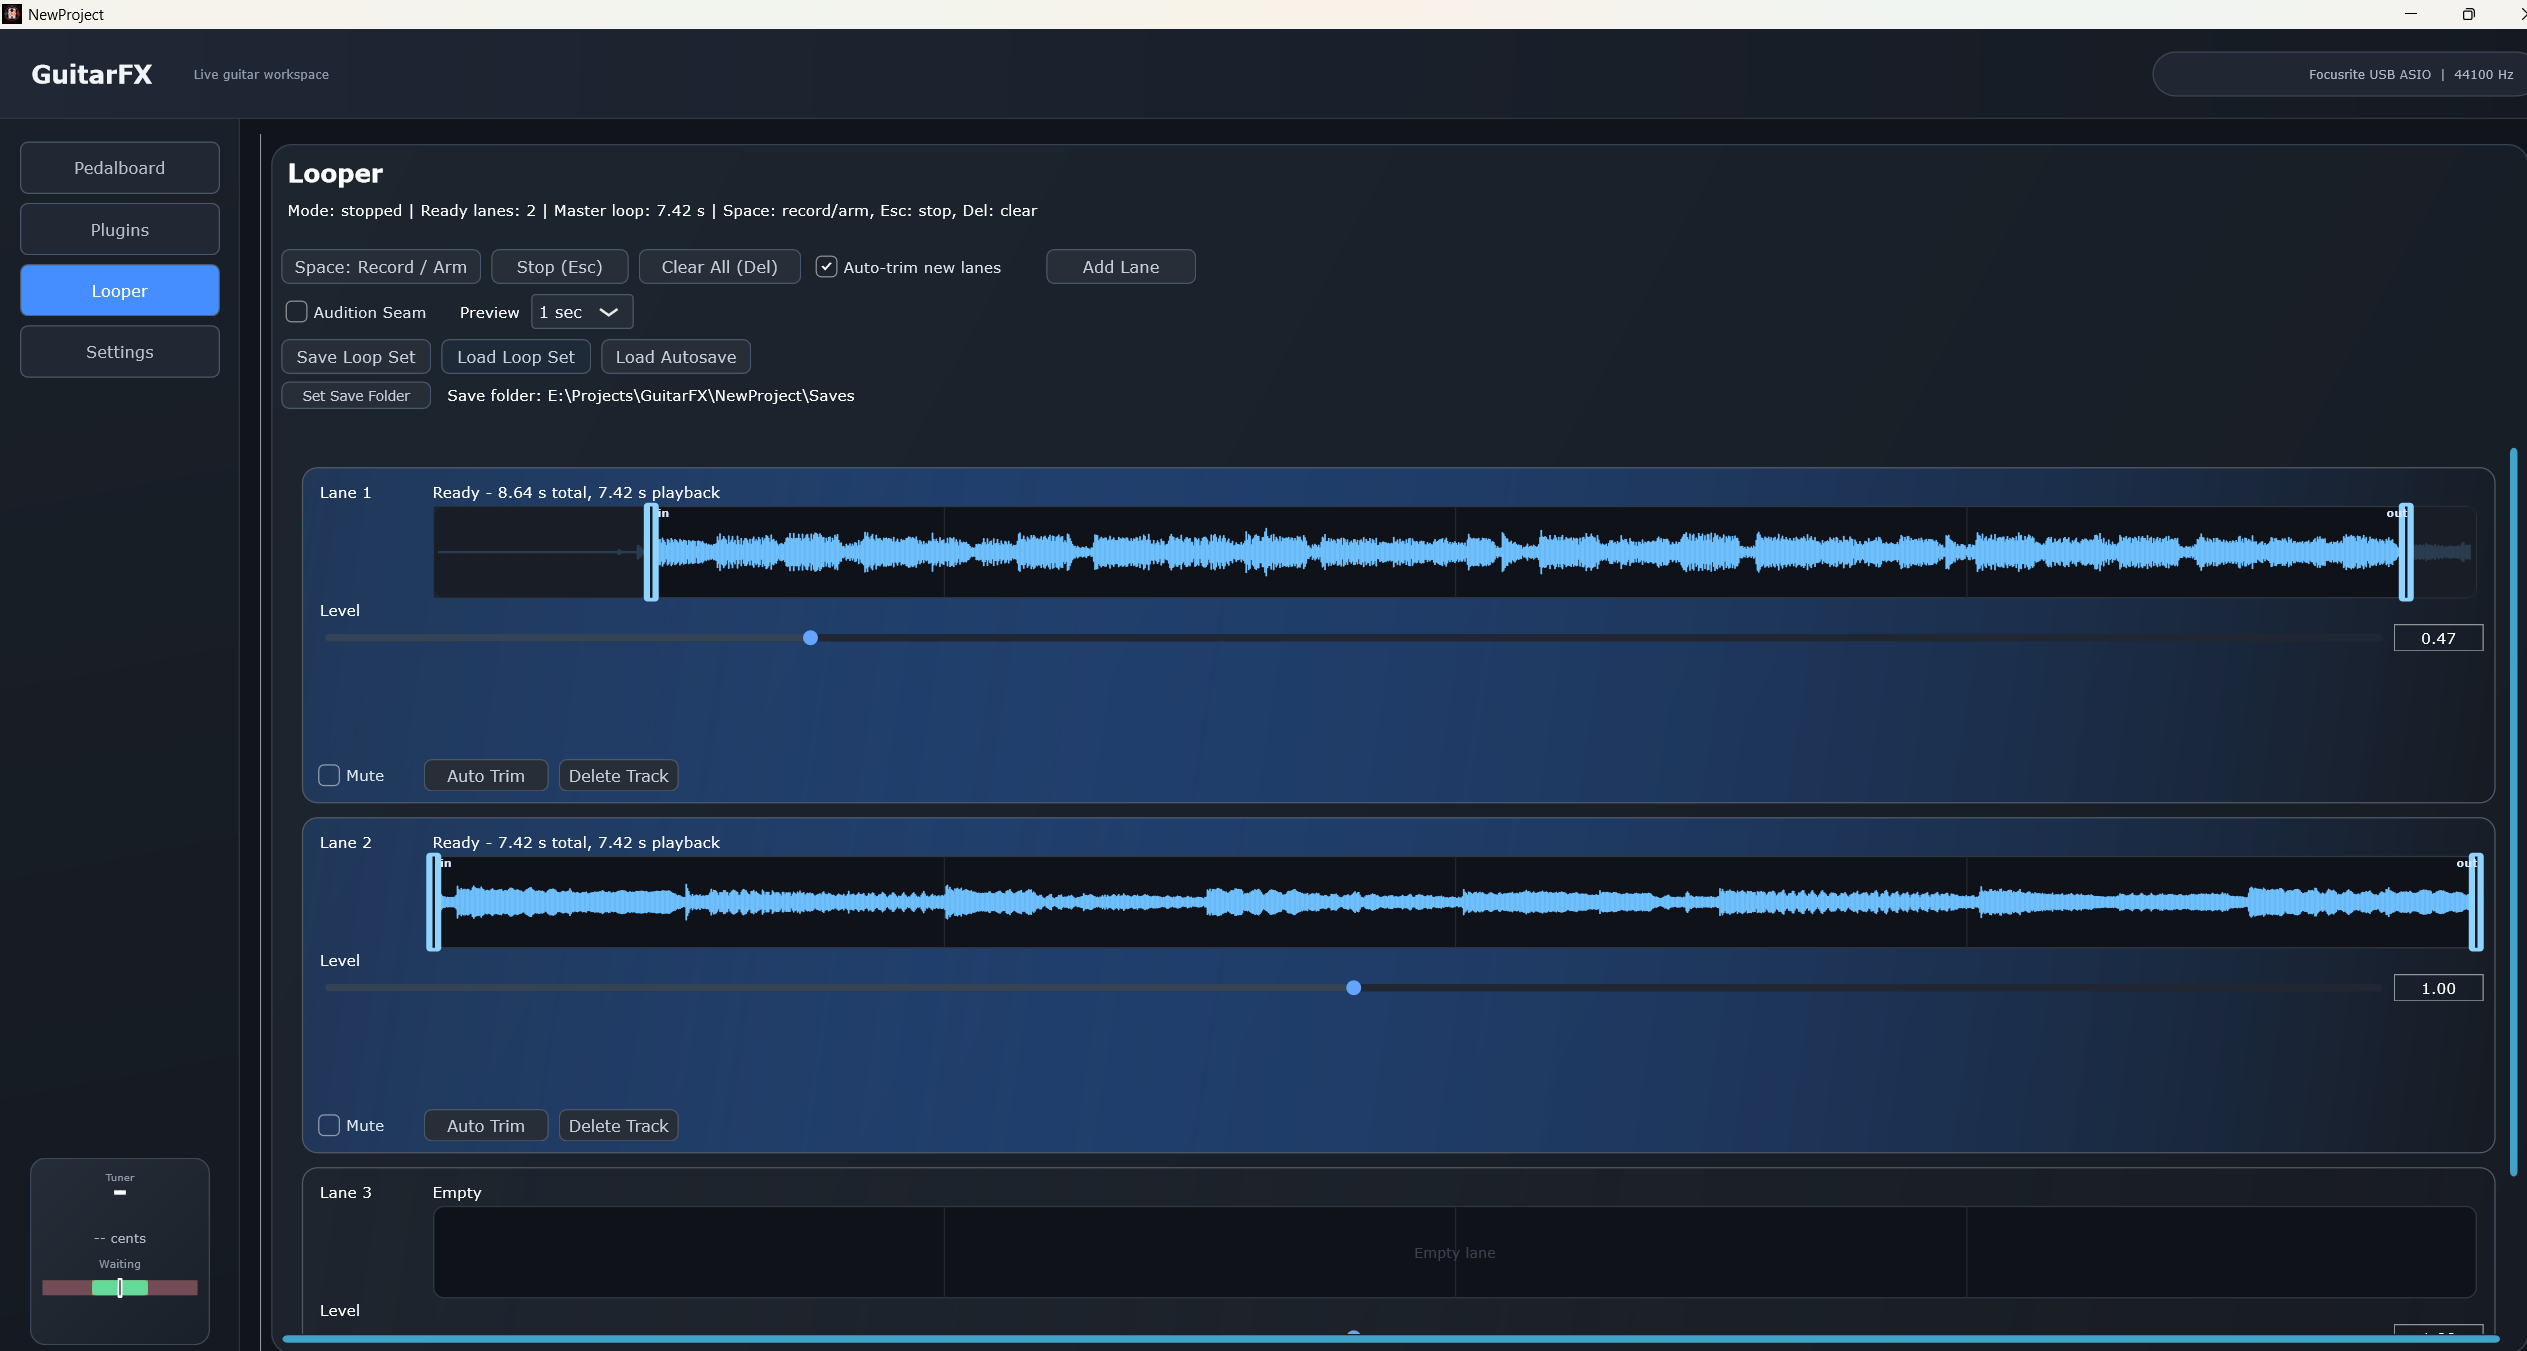 NewProject
GuitarFX Live guitar workspace Focusrite USB ASIO | 44100 Hz
Pedalboard
Plugins
Looper
Settings
Tuner
-- cents
Waiting
Looper
Mode: stopped | Ready lanes: 2 | Master loop: 7.42 s | Space: record/arm, Esc: stop, Del: clear
Space: Record / Arm Stop (Esc) Clear All (Del) Auto-trim new lanes Add Lane
Audition Seam Preview 1 sec
Save Loop Set Load Loop Set Load Autosave
Set Save Folder Save folder: E:\Projects\GuitarFX\NewProject\Saves
Lane 1 Ready - 8.64 s total, 7.42 s playback
in out
Level
0.47
Mute Auto Trim Delete Track
Lane 2 Ready - 7.42 s total, 7.42 s playback
in out
Level
1.00
Mute Auto Trim Delete Track
Lane 3 Empty
Empty lane
Level